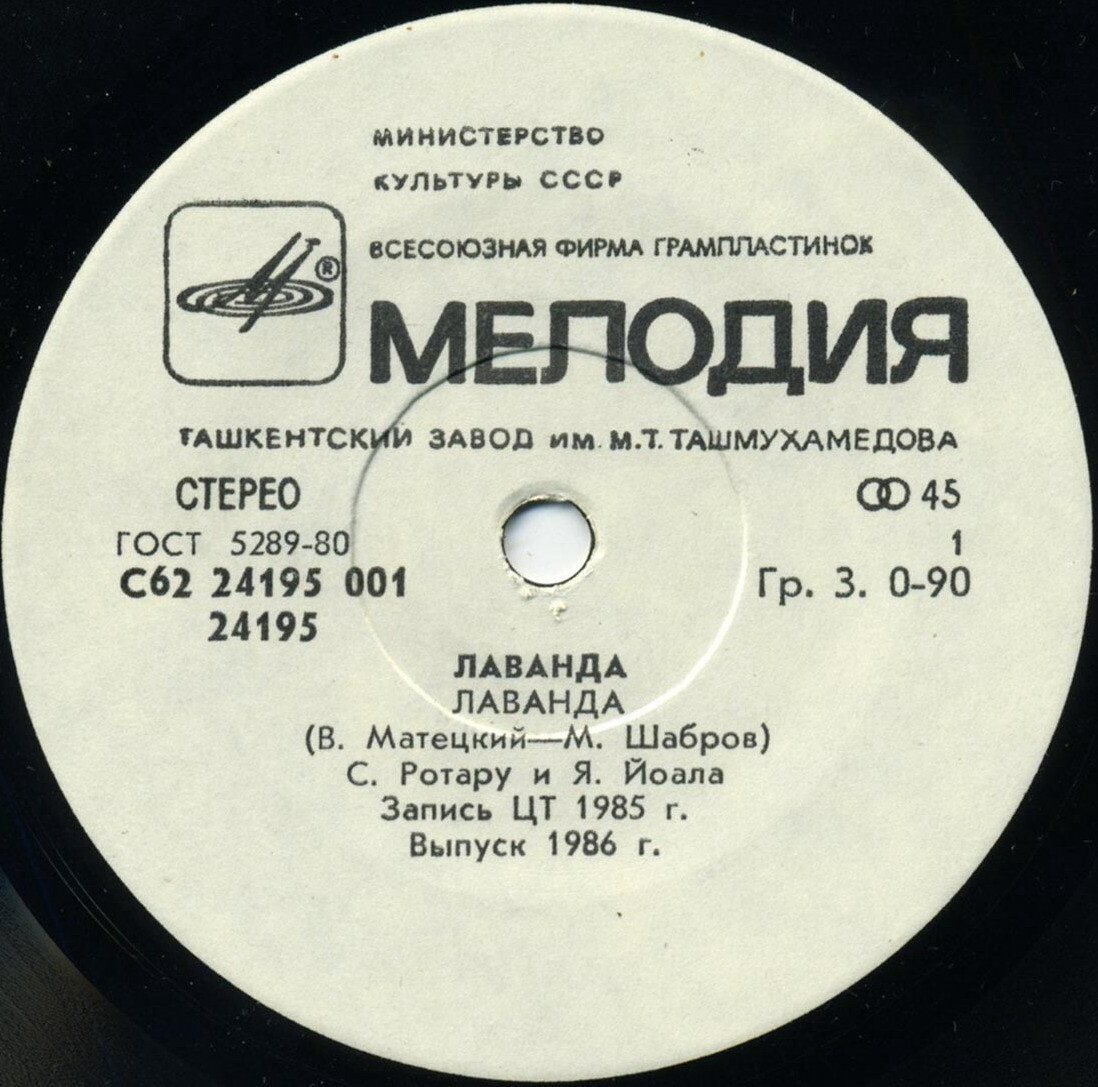 МИНИСТЕРСТВО
КУЛЬТУРЫ СССР
ВСЕСОЮЗНАЯ ФИРМА ГРАМПЛАСТИНОК
®
МЕЛОДИЯ
ТАШКЕНТСКИЙ ЗАВОД ИМ. М.Т. ТАШМУХАМЕДОВА
СТЕРЕО
45
ГОСТ 5289-80
1
С62 24195 001
Гр. 3. 0-90
24195
ЛАВАНДА
ЛАВАНДА
(В. Матецкий—М. Шабров)
С. Ротару и Я. Йоала
Запись ЦТ 1985 г.
Выпуск 1986 г.